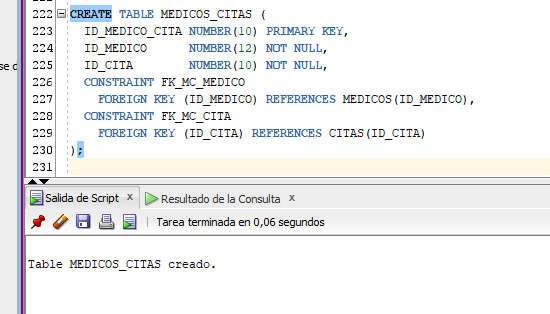 222 CREATE TABLE MEDICOS_CITAS (
223 ID_MEDICO_CITA NUMBER(10) PRIMARY KEY,
224 ID_MEDICO NUMBER(12) NOT NULL,
225 ID_CITA NUMBER(10) NOT NULL,
226 CONSTRAINT FK_MC_MEDICO
227 FOREIGN KEY (ID_MEDICO) REFERENCES MEDICOS(ID_MEDICO),
228 CONSTRAINT FK_MC_CITA
229 FOREIGN KEY (ID_CITA) REFERENCES CITAS(ID_CITA)
230 );
231
Salida de Script x Resultado de la Consulta x
Tarea terminada en 0,06 segundos
Table MEDICOS_CITAS creado.